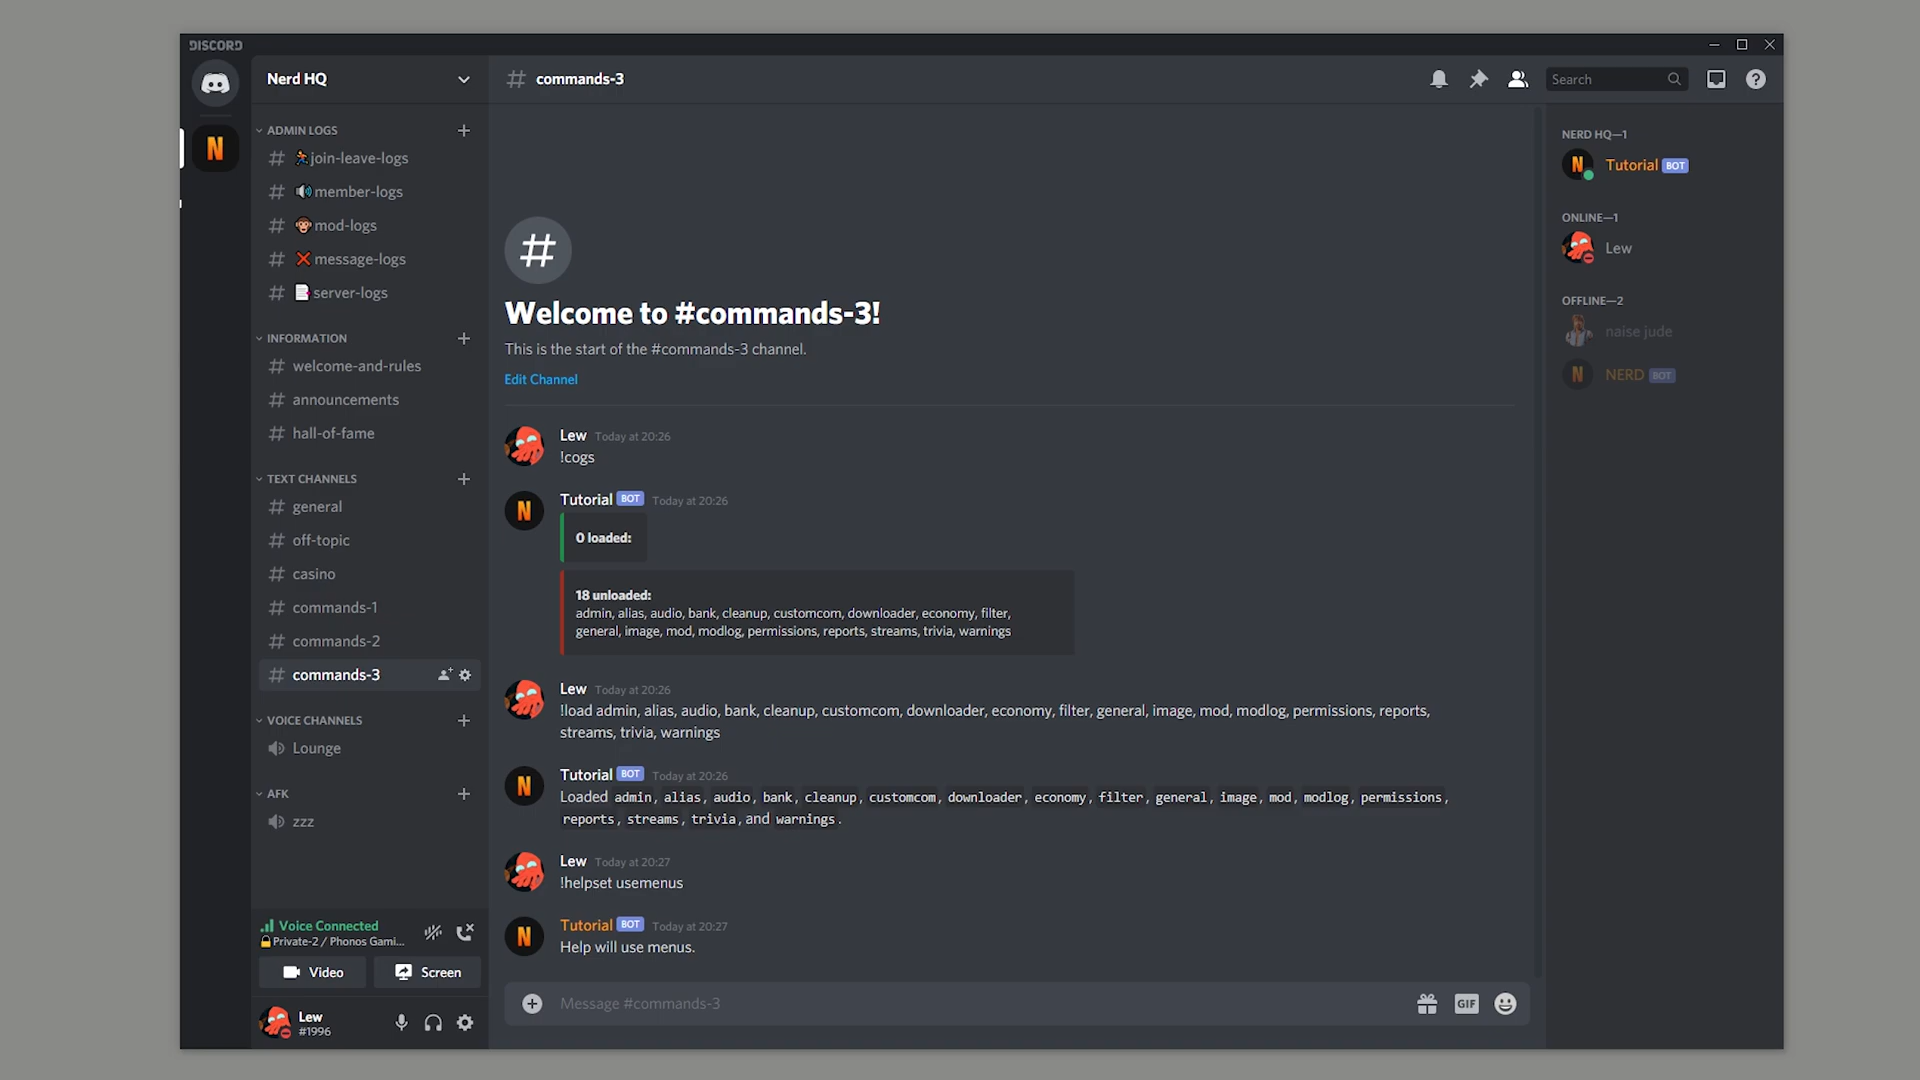 DISCORD
Nerd HQ
ADMIN LOGS
join-leave-logs
member-logs
mod-logs
message-logs
server-logs
INFORMATION
welcome-and-rules
announcements
hall-of-fame
TEXT CHANNELS
general
off-topic
casino
commands-1
commands-2
commands-3
VOICE CHANNELS
Lounge
AFK
zzz
Voice Connected
Private-2 / Phonos Gami...
Video
Screen
Lew
#1996
# commands-3
Search
#
Welcome to #commands-3!
This is the start of the #commands-3 channel.
Edit Channel
Lew Today at 20:26
!cogs
Tutorial BOT Today at 20:26
0 loaded:
18 unloaded:
admin, alias, audio, bank, cleanup, customcom, downloader, economy, filter,
general, image, mod, modlog, permissions, reports, streams, trivia, warnings
Lew Today at 20:26
!load admin, alias, audio, bank, cleanup, customcom, downloader, economy, filter, general, image, mod, modlog, permissions, reports,
streams, trivia, warnings
Tutorial BOT Today at 20:26
Loaded admin, alias, audio, bank, cleanup, customcom, downloader, economy, filter, general, image, mod, modlog, permissions,
reports, streams, trivia, and warnings.
Lew Today at 20:27
!helpset usemenus
Tutorial BOT Today at 20:27
Help will use menus.
Message #commands-3
GIF
NERD HQ—1
Tutorial BOT
ONLINE—1
Lew
OFFLINE—2
naise jude
NERD BOT